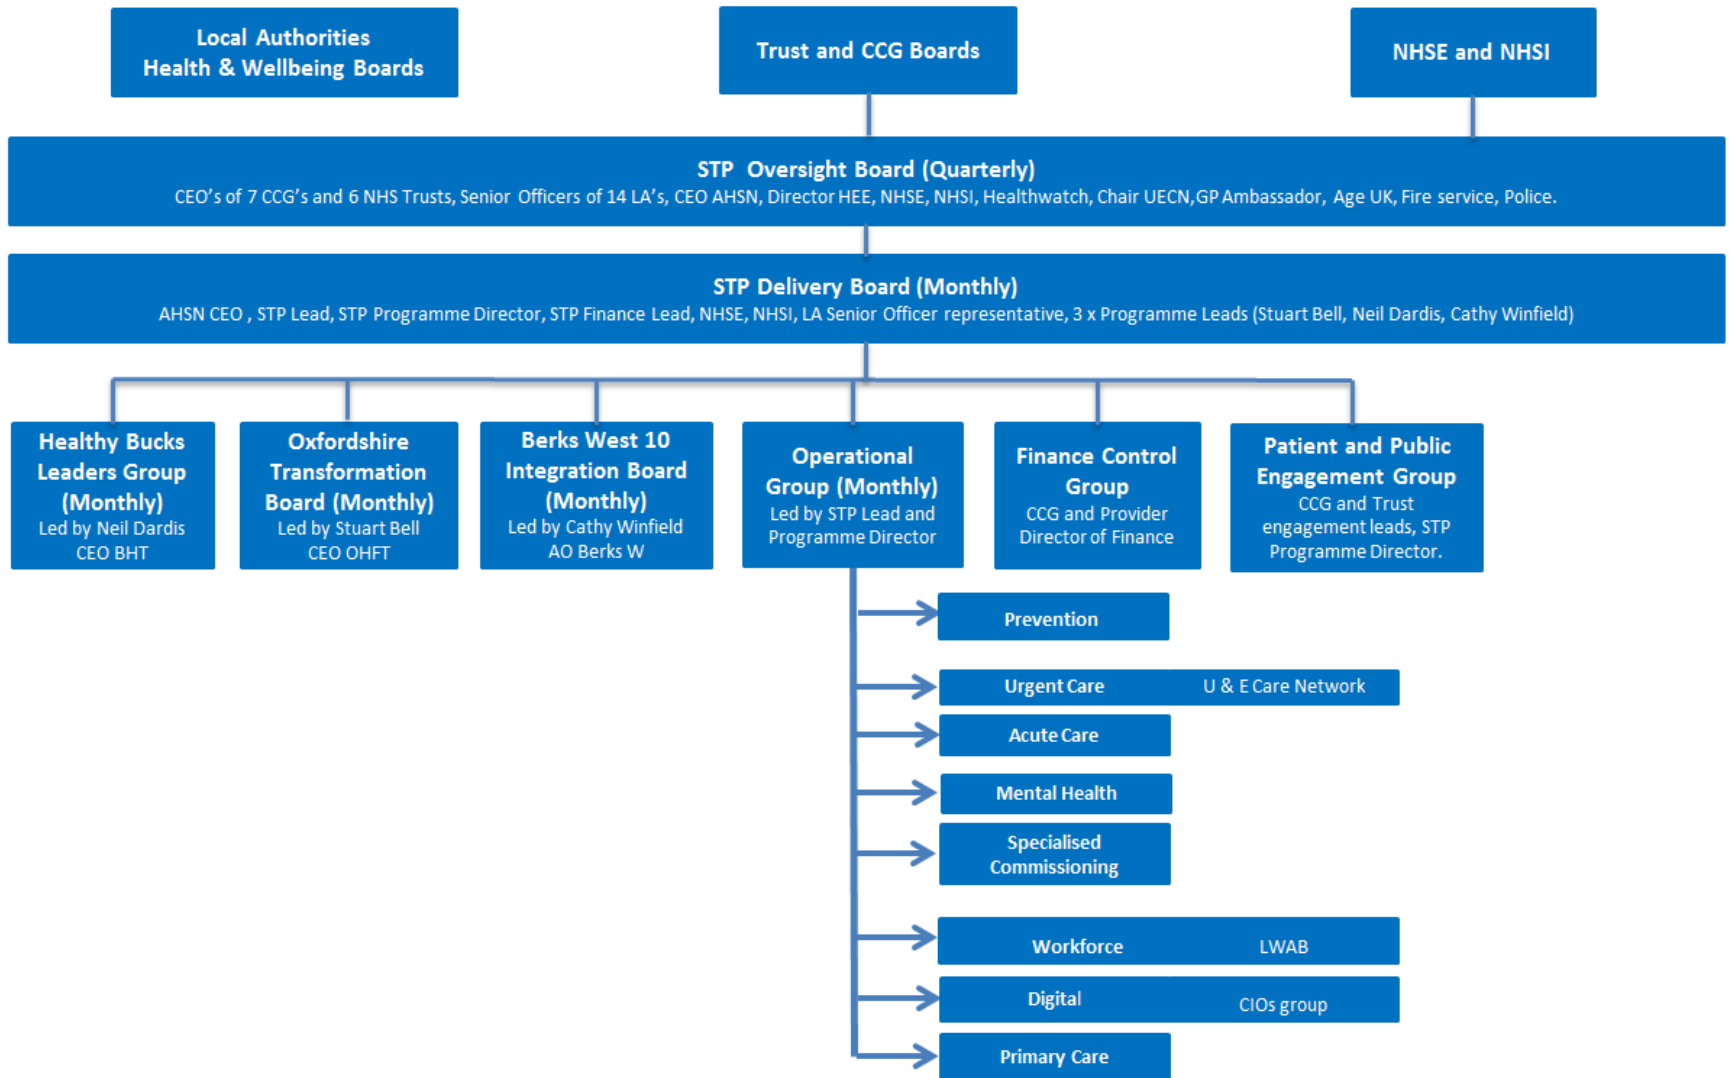 Local Authorities
Health & Wellbeing Boards
Trust and CCG Boards
NHSE and NHSI
STP Oversight Board (Quarterly)
CEO's of 7 CCG's and 6 NHS Trusts, Senior Officers of 14 LA's, CEO AHSN, Director HEE, NHSE, NHSI, Healthwatch, Chair UECN,GP Ambassador, Age UK, Fire service, Police.
STP Delivery Board (Monthly)
AHSN CEO , STP Lead, STP Programme Director, STP Finance Lead, NHSE, NHSI, LA Senior Officer representative, 3 x Programme Leads (Stuart Bell, Neil Dardis, Cathy Winfield)
Healthy Bucks
Leaders Group
(Monthly)
Led by Neil Dardis
CEO BHT
Oxfordshire
Transformation
Board (Monthly)
Led by Stuart Bell
CEO OHFT
Berks West 10
Integration Board
(Monthly)
Led by Cathy Winfield
AO Berks W
Operational
Group (Monthly)
Led by STP Lead and
Programme Director
Finance Control
Group
CCG and Provider
Director of Finance
Patient and Public
Engagement Group
CCG and Trust
engagement leads, STP
Programme Director.
Prevention
Urgent Care U & E Care Network
Acute Care
Mental Health
Specialised
Commissioning
Workforce LWAB
Digital CIOs group
Primary Care